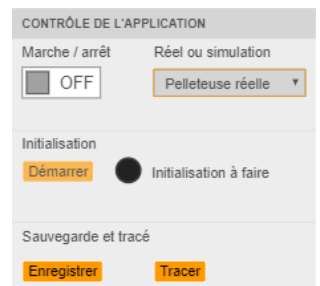 CONTRÔLE DE L'APPLICATION
Marche / arrêt Réel ou simulation
OFF Pelleteuse réelle
Initialisation
Démarrer Initialisation à faire
Sauvegarde et tracé
Enregistrer Tracer